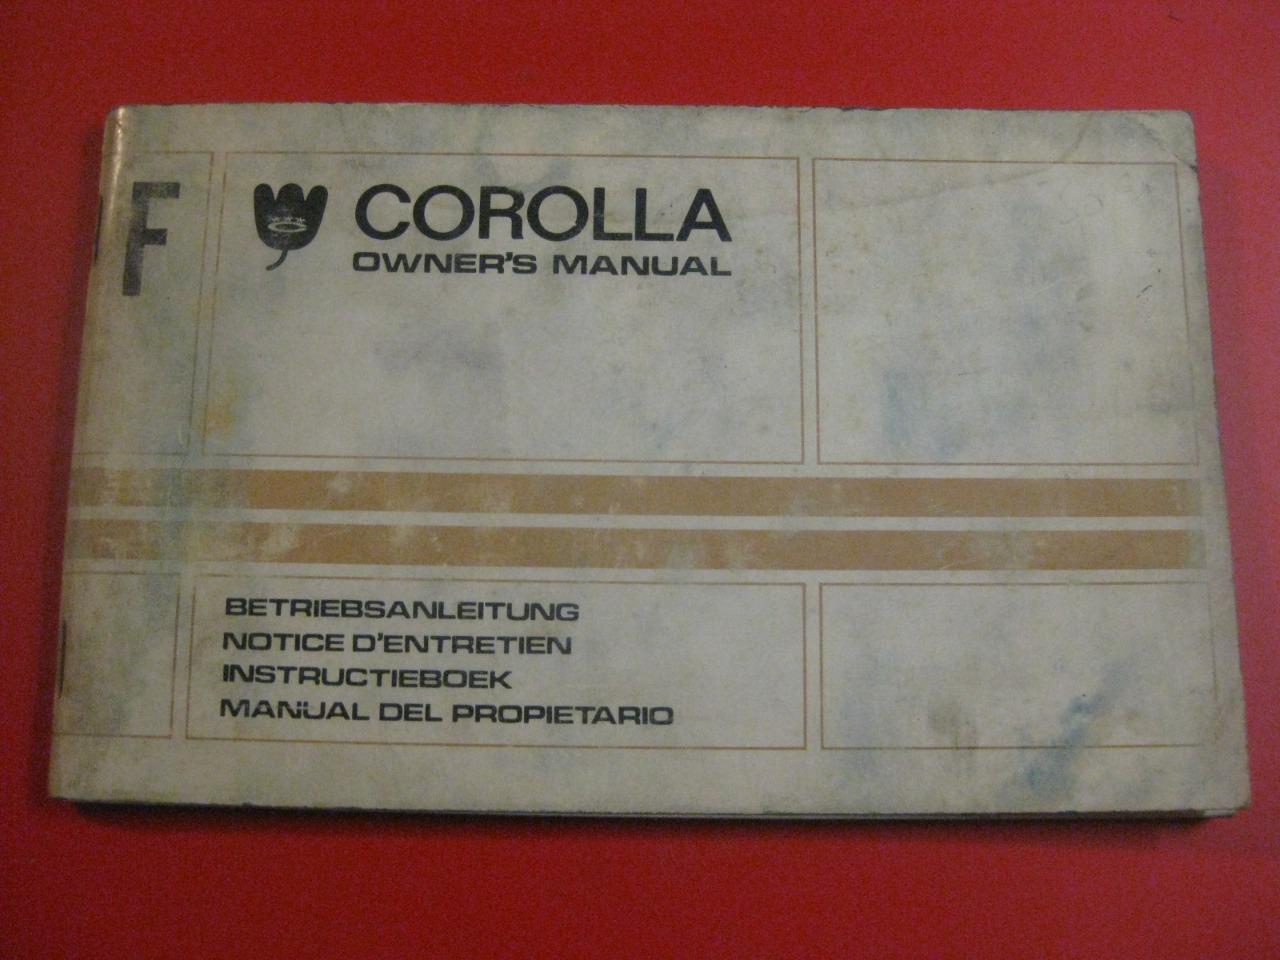 F
COROLLA
OWNER'S MANUAL
BETRIEBSANLEITUNG
NOTICE D'ENTRETIEN
INSTRUCTIEBOEK
MANUAL DEL PROPIETARIO